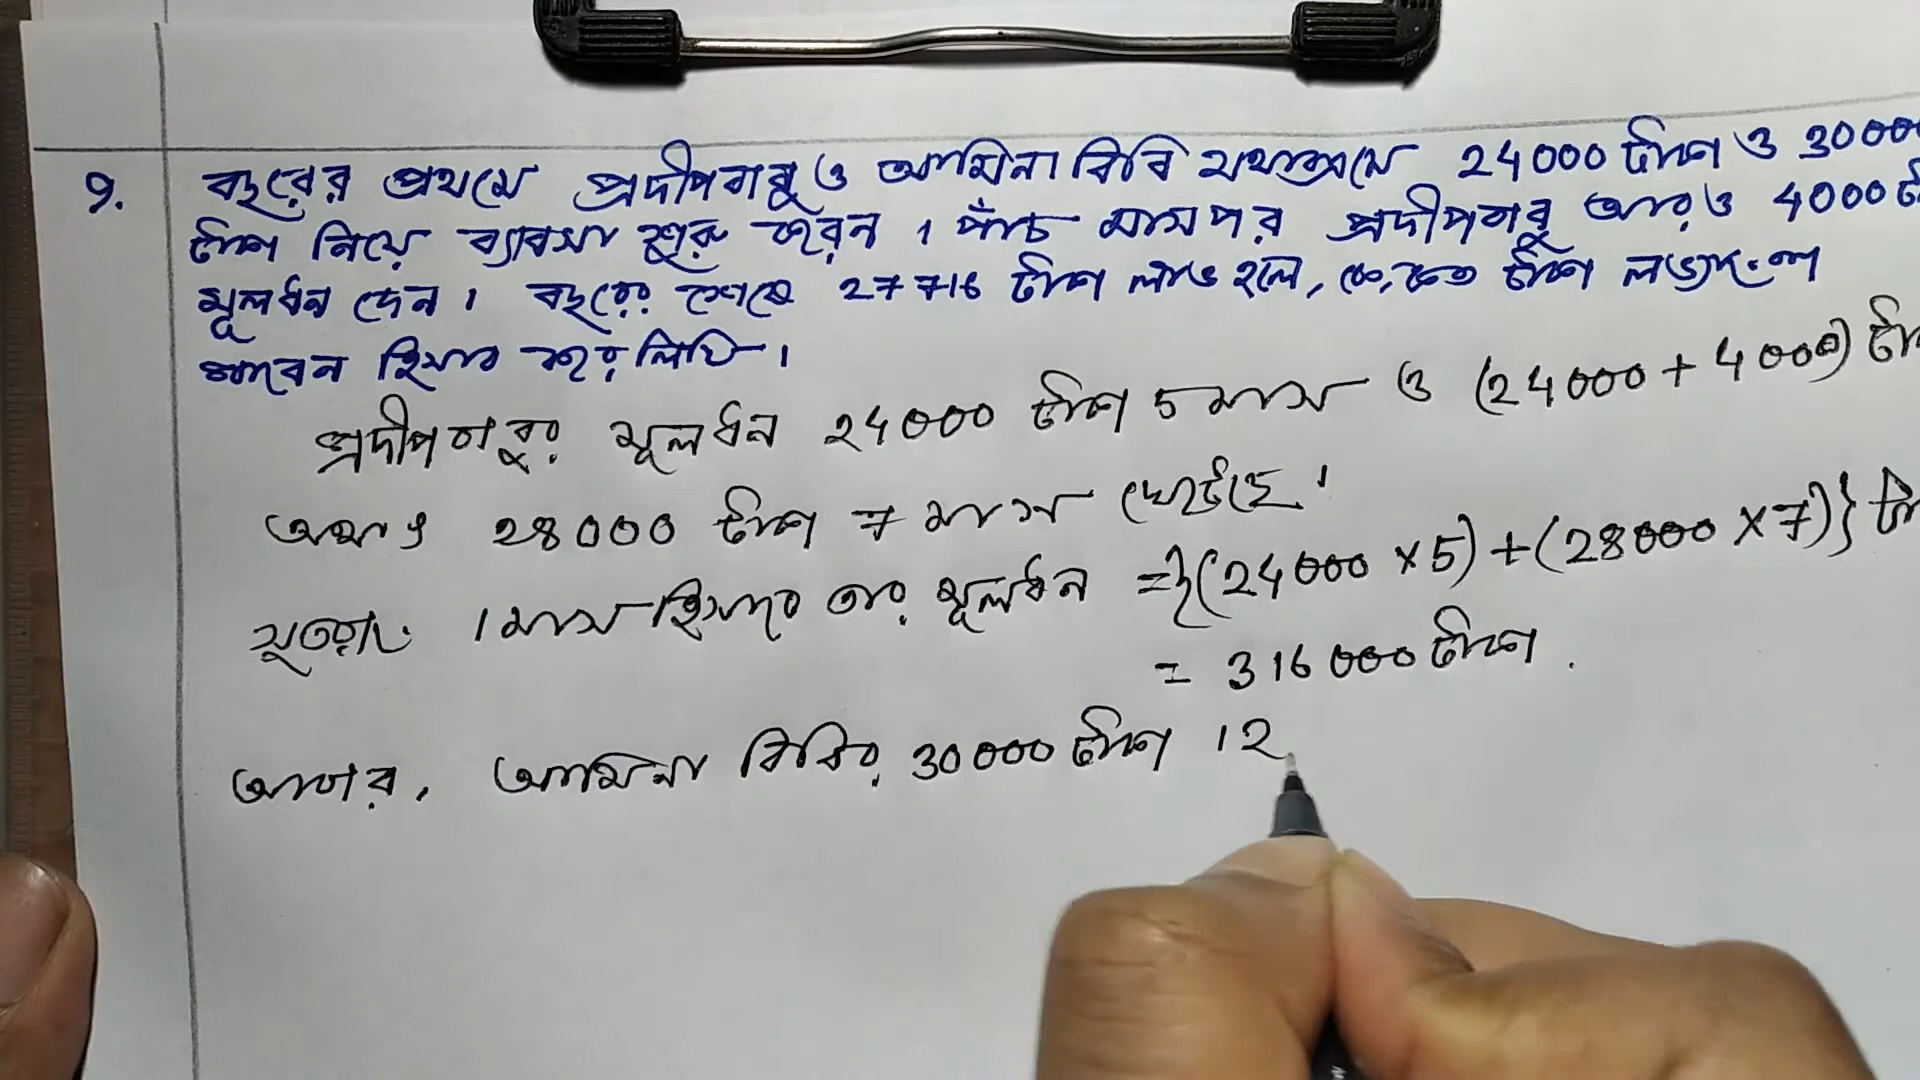 9. বছরের প্রথমে প্রদীপবাবু ও আমিনা বিবি যথাক্রমে 24000 টাকা ও 30000
টাকা নিয়ে ব্যবসা শুরু করেন। পাঁচ মাস পর প্রদীপবাবু আরও 4000
মূলধন দেন। বছরের শেষে 27716 টাকা লাভ হলে, কে, কত টাকা লভ্যাংশ
পাবেন হিসাব করে লিখি।
প্রদীপবাবুর মূলধন 24000 টাকা 5 মাস ও (24000 + 4000)
অর্থাৎ 28000 টাকা 7 মাস খেটেছে।
সুতরাং 1 মাস হিসাবে তার মূলধন = {(24000 × 5) + (28000 × 7)}
= 316000 টাকা.
আবার, আমিনা বিবির 30000 টাকা 12